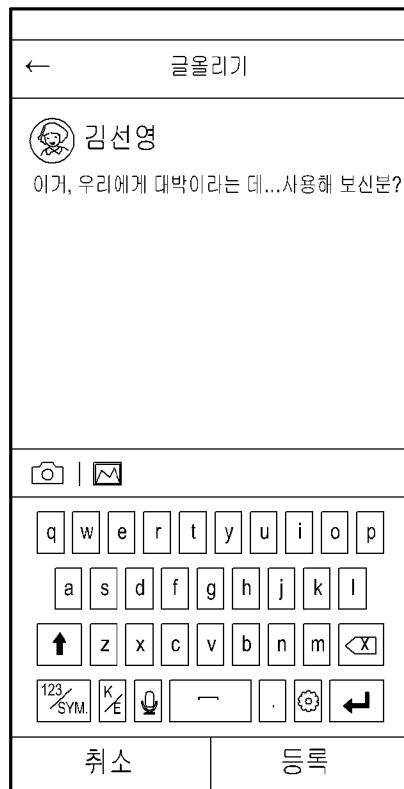 ← 글올리기
김선영
이거, 우리에게 대박이라는 데...사용해 보신분?
q w e r t y u i o p
a s d f g h j k l
z x c v b n m X
123/SYM. K/E .
취소 등록